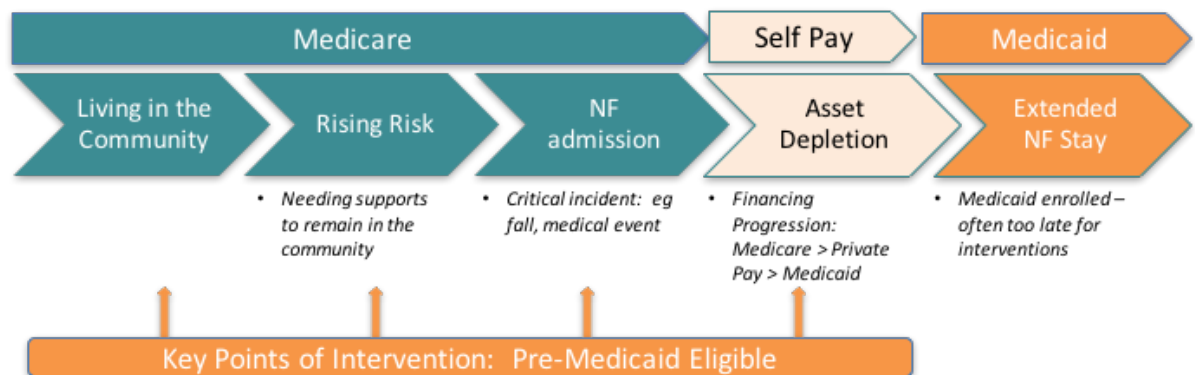 Medicare
Self Pay
Medicaid
Living in the
Community
Rising Risk
NF
admission
Asset
Depletion
Extended
NF Stay
• Needing supports
to remain in the
community
• Critical incident: eg
fall, medical event
• Financing
Progression:
Medicare > Private
Pay > Medicaid
• Medicaid enrolled –
often too late for
interventions
Key Points of Intervention: Pre-Medicaid Eligible